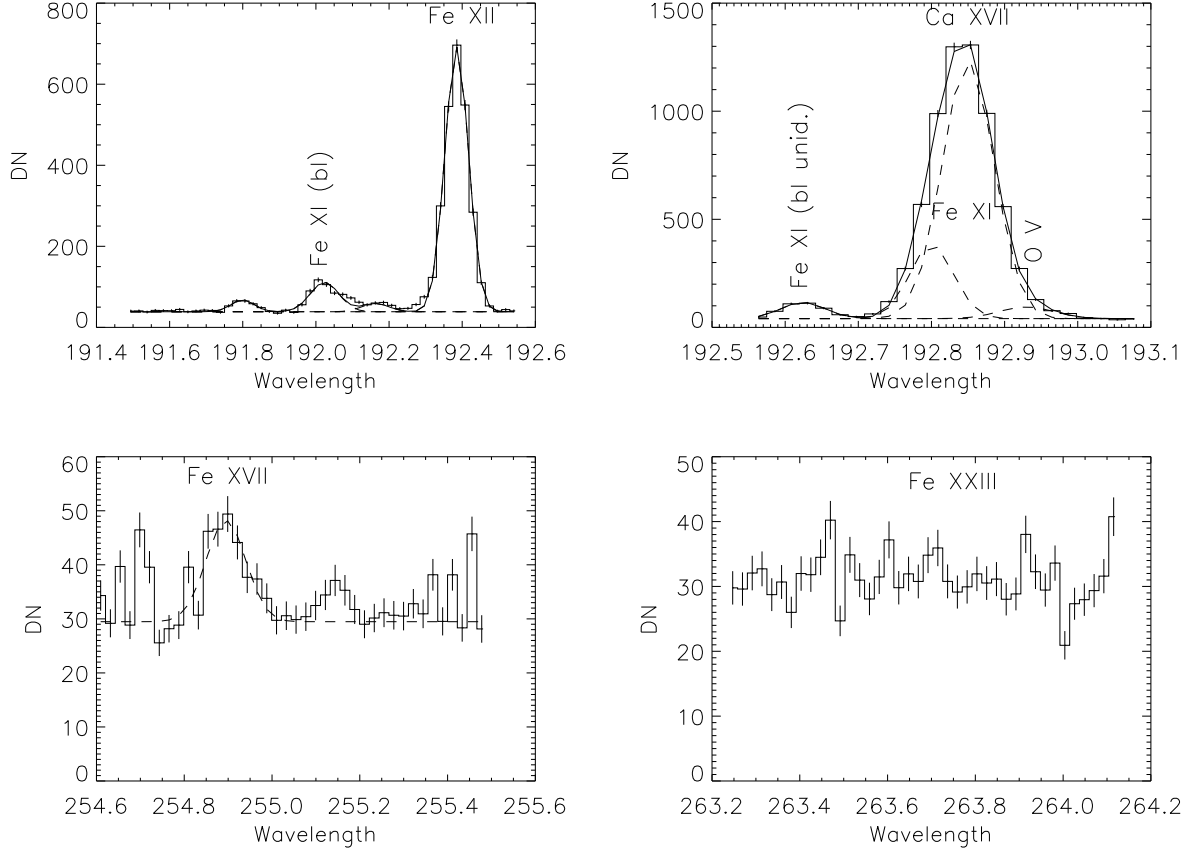 Fe XII
800
600
400
200
0
DN
Fe XI (bl)
191.4 191.6 191.8 192.0 192.2 192.4 192.6
Wavelength
Ca XVII
1500
1000
500
0
DN
Fe XI (bl unid.)
Fe XI
O V
192.5 192.6 192.7 192.8 192.9 193.0 193.1
Wavelength
Fe XVII
60
50
40
30
20
10
0
DN
254.6 254.8 255.0 255.2 255.4 255.6
Wavelength
Fe XXIII
50
40
30
20
10
0
DN
263.2 263.4 263.6 263.8 264.0 264.2
Wavelength